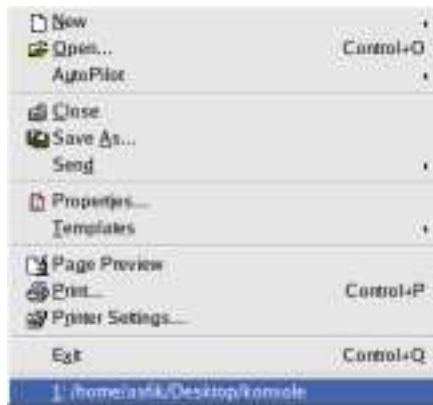 New
Open... Control+O
AutoPilot
Close
Save As...
Send
Properties...
Templates
Page Preview
Print... Control+P
Printer Settings...
Exit Control+Q
1: /home/asfik/Desktop/konsole